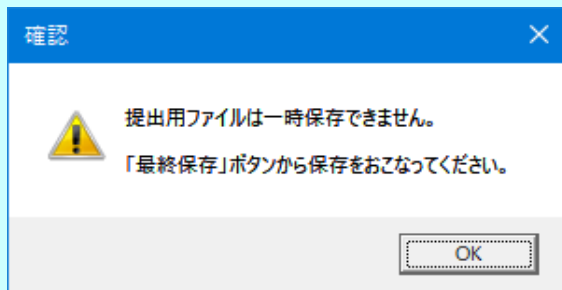 確認
提出用ファイルは一時保存できません。
「最終保存」ボタンから保存をおこなってください。
OK